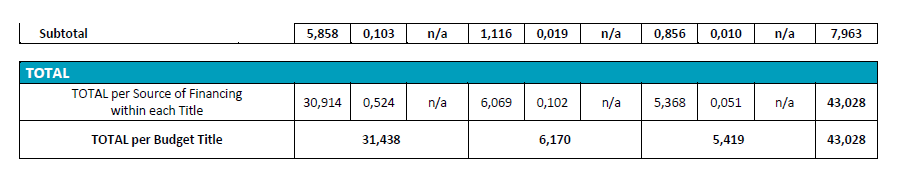 Subtotal 5,858 0,103 n/a 1,116 0,019 n/a 0,856 0,010 n/a 7,963
TOTAL
TOTAL per Source of Financing
within each Title 30,914 0,524 n/a 6,069 0,102 n/a 5,368 0,051 n/a 43,028
TOTAL per Budget Title 31,438 6,170 5,419 43,028